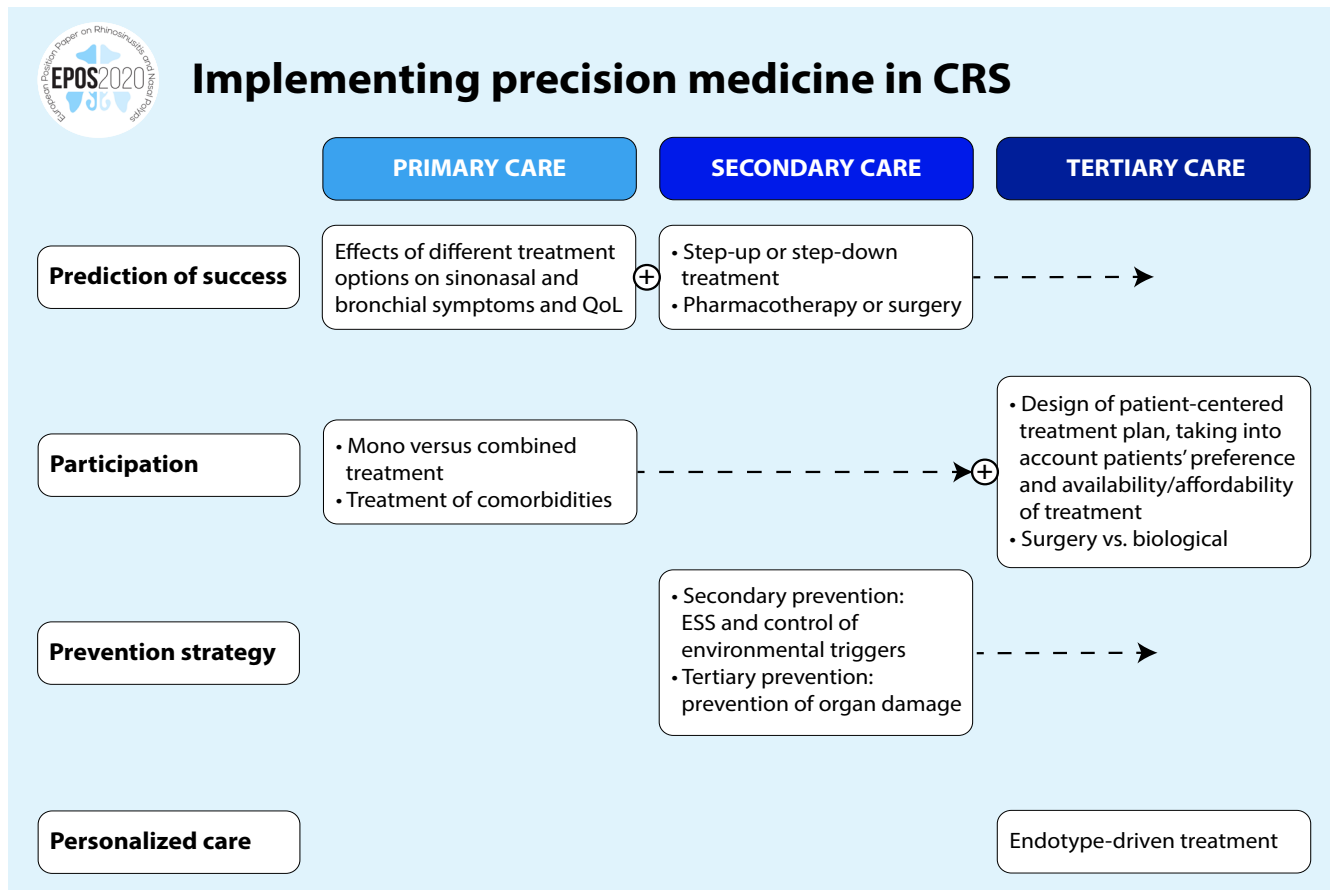 European Position Paper on Rhinosinusitis and Nasal Polyps
EPOS2020
Implementing precision medicine in CRS
PRIMARY CARE
SECONDARY CARE
TERTIARY CARE
Prediction of success
Effects of different treatment
options on sinonasal and
bronchial symptoms and QoL
+
• Step-up or step-down
treatment
• Pharmacotherapy or surgery
Participation
• Mono versus combined
treatment
• Treatment of comorbidities
+
• Design of patient-centered
treatment plan, taking into
account patients’ preference
and availability/affordability
of treatment
• Surgery vs. biological
Prevention strategy
• Secondary prevention:
ESS and control of
environmental triggers
• Tertiary prevention:
prevention of organ damage
Personalized care
Endotype-driven treatment